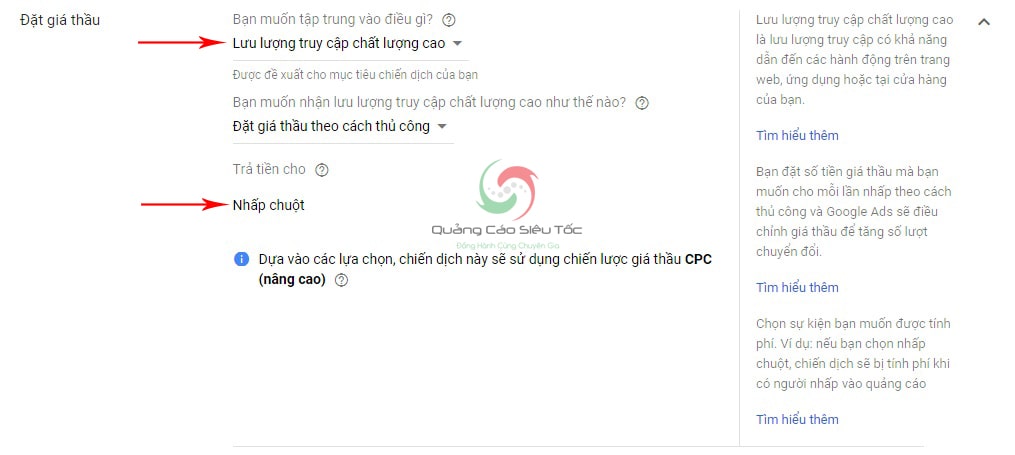 Đặt giá thầu
Bạn muốn tập trung vào điều gì?
Lưu lượng truy cập chất lượng cao
Được đề xuất cho mục tiêu chiến dịch của bạn
Bạn muốn nhận lưu lượng truy cập chất lượng cao như thế nào?
Đặt giá thầu theo cách thủ công
Trả tiền cho
Nhấp chuột
Quảng Cáo Siêu Tốc
Đồng Hành Cùng Chuyên Gia
Dựa vào các lựa chọn, chiến dịch này sẽ sử dụng chiến lược giá thầu CPC
(nâng cao)
Lưu lượng truy cập chất lượng cao
là lưu lượng truy cập có khả năng
dẫn đến các hành động trên trang
web, ứng dụng hoặc tại cửa hàng
của bạn.
Tìm hiểu thêm
Bạn đặt số tiền giá thầu mà bạn
muốn cho mỗi lần nhấp theo cách
thủ công và Google Ads sẽ điều
chỉnh giá thầu để tăng số lượt
chuyển đổi.
Tìm hiểu thêm
Chọn sự kiện bạn muốn được tính
phí. Ví dụ: nếu bạn chọn nhấp
chuột, chiến dịch sẽ bị tính phí khi
có người nhấp vào quảng cáo
Tìm hiểu thêm